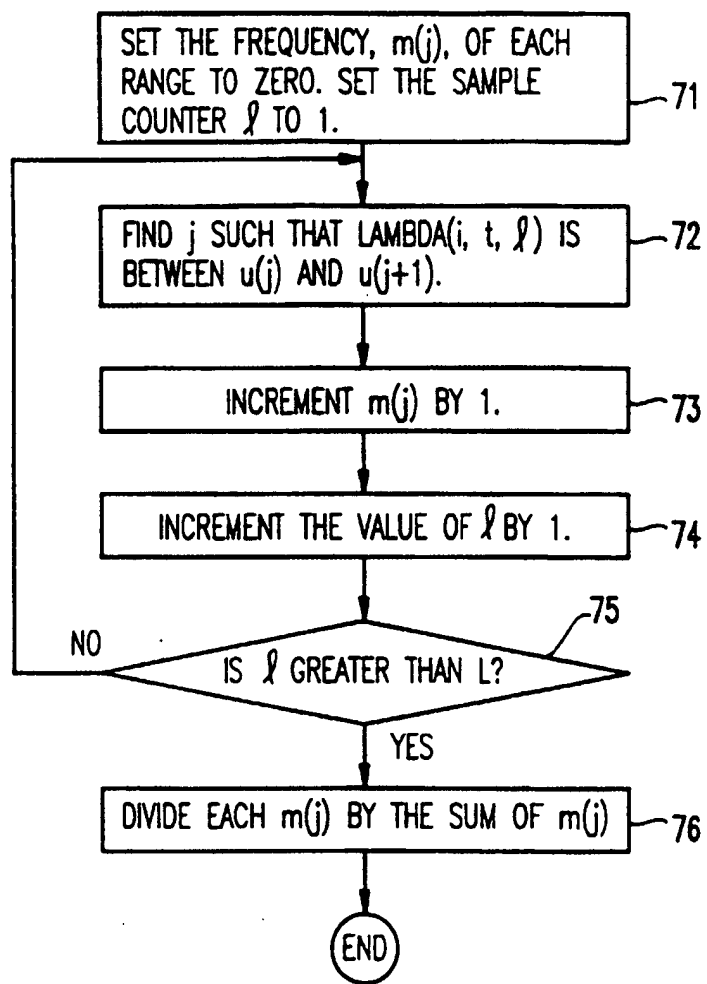 SET THE FREQUENCY, m(j), OF EACH
RANGE TO ZERO. SET THE SAMPLE
COUNTER ℓ TO 1.
71
FIND j SUCH THAT LAMBDA(i, t, ℓ) IS
BETWEEN u(j) AND u(j+1).
72
INCREMENT m(j) BY 1.
73
INCREMENT THE VALUE OF ℓ BY 1.
74
75
NO
IS ℓ GREATER THAN L?
YES
DIVIDE EACH m(j) BY THE SUM OF m(j)
76
END